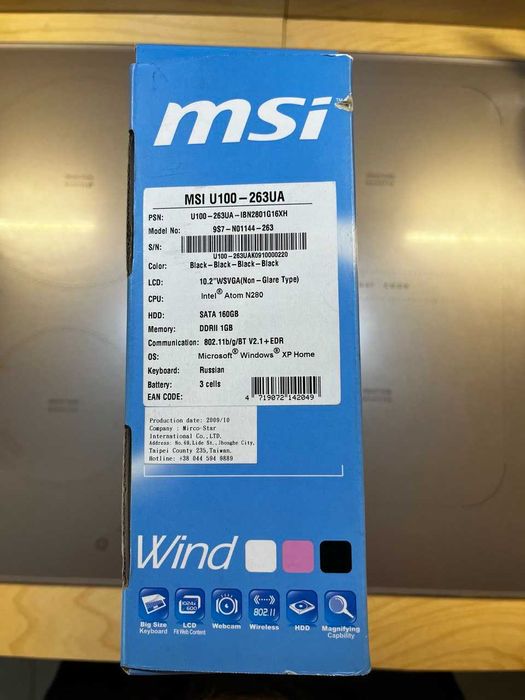 msi™
MSI U100-263UA
PSN: U100-263UA-IBN2801G16XH
Model No: 9S7-N01144-263
S/N:
U100-263UAK0910000220
Color: Black-Black-Black-Black
LCD: 10.2"WSVGA(Non-Glare Type)
CPU: Intel® Atom N280
HDD: SATA 160GB
Memory: DDRII 1GB
Communication: 802.11b/g/BT V2.1+EDR
OS: Microsoft® Windows® XP Home
Keyboard: Russian
Battery: 3 cells
EAN CODE: 4 719072 142049
Production date: 2009/10
Company : Mirco-Star
International Co.,LTD.
Address: No.69,Lide St.,Jhonghe City,
Taipei County 235,Taiwan.
Hotline: +38 044 594 9889
Wind
1024x
600
802.11
Big Size LCD Webcam Wireless HDD Magnifying
Keyboard Fit Web Content Capbility